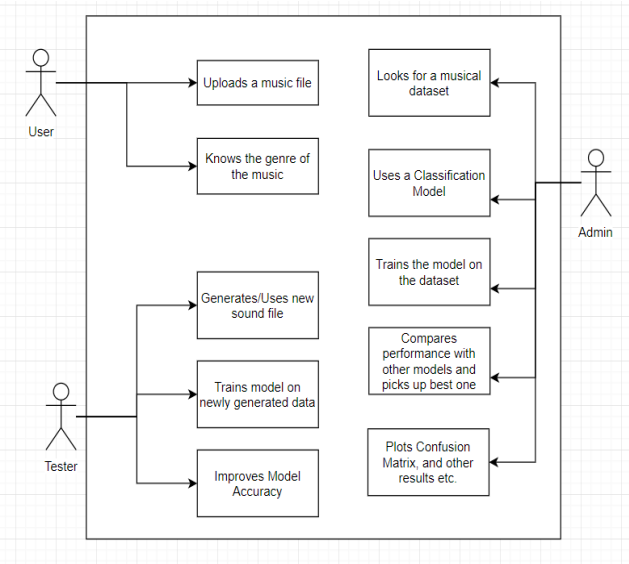 User
Uploads a music file
Knows the genre of
the music
Generates/Uses new
sound file
Trains model on
newly generated data
Improves Model
Accuracy
Tester
Looks for a musical
dataset
Uses a Classification
Model
Trains the model on
the dataset
Compares
performance with
other models and
picks up best one
Plots Confusion
Matrix, and other
results etc.
Admin